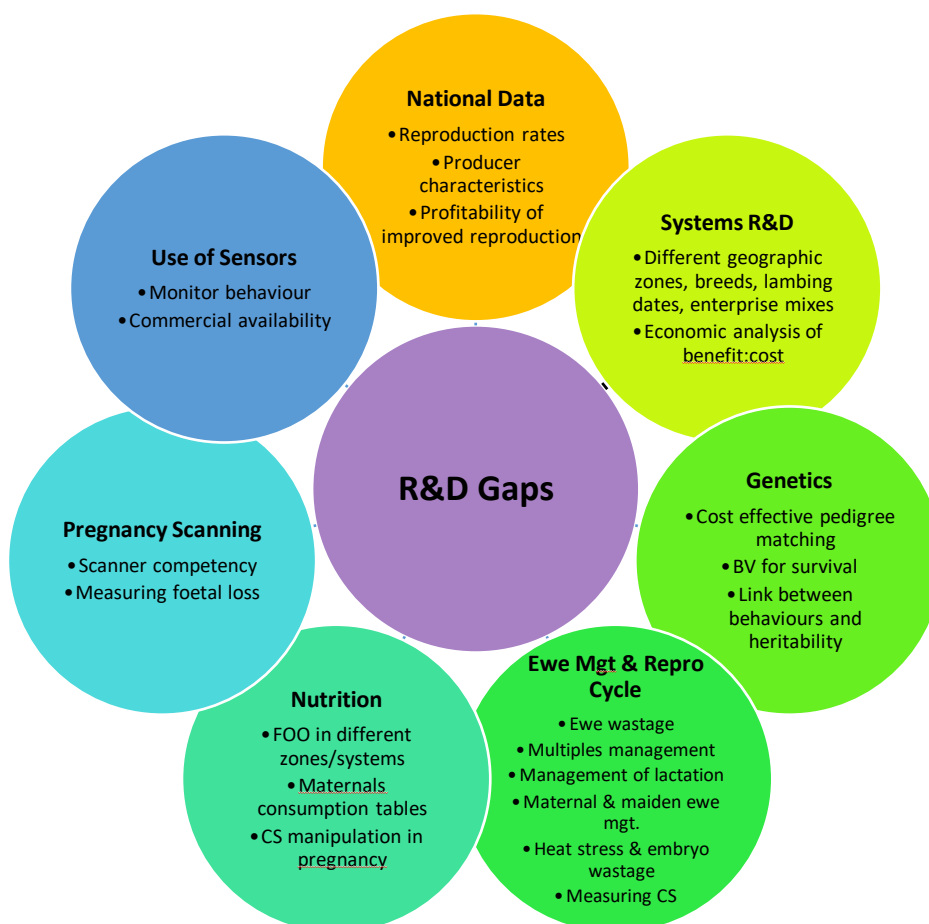 National Data
•Reproduction rates
•Producer
characteristics
•Profitability of
improved reproduction
Systems R&D
•Different geographic
zones, breeds, lambing
dates, enterprise mixes
•Economic analysis of
benefit:cost
Genetics
•Cost effective pedigree
matching
•BV for survival
•Link between
behaviours and
heritability
Ewe Mgt & Repro
Cycle
•Ewe wastage
•Multiples management
•Management of lactation
•Maternal & maiden ewe
mgt.
•Heat stress & embryo
wastage
•Measuring CS
Nutrition
•FOO in different
zones/systems
•Maternals
consumption tables
•CS manipulation in
pregnancy
Pregnancy Scanning
•Scanner competency
•Measuring foetal loss
Use of Sensors
•Monitor behaviour
•Commercial availability
R&D Gaps